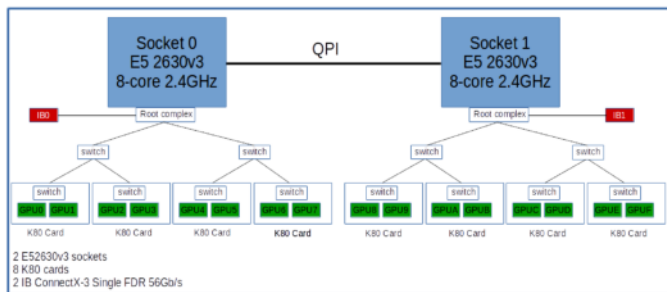 Socket 0
E5 2630v3
8-core 2.4GHz
QPI
Socket 1
E5 2630v3
8-core 2.4GHz
IB0
Root complex
Root complex
IB1
switch
switch
switch
switch
switch
switch
switch
switch
switch
switch
switch
switch
GPU0 GPU1
GPU2 GPU3
GPU4 GPU5
GPU6 GPU7
GPU8 GPU9
GPUA GPUB
GPUC GPUD
GPUE GPUF
K80 Card
K80 Card
K80 Card
K80 Card
K80 Card
K80 Card
K80 Card
K80 Card
2 E52630v3 sockets
8 K80 cards
2 IB ConnectX-3 Single FDR 56Gb/s